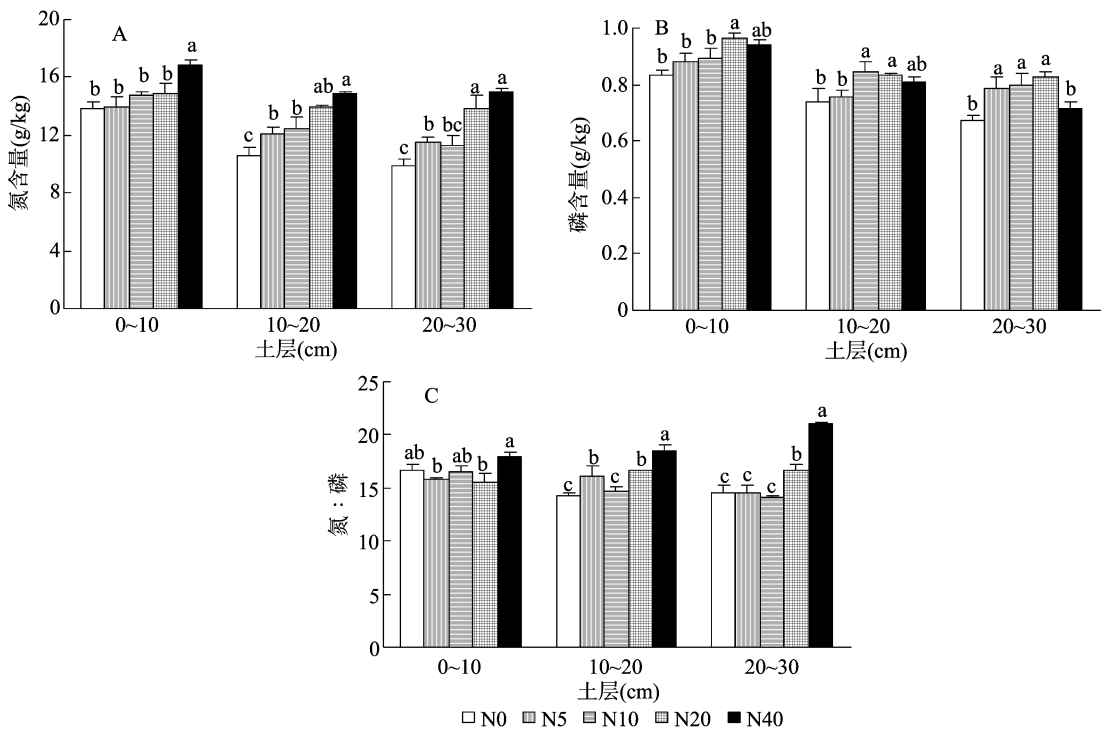 A
氮含量(g/kg)
20
16
12
8
4
0
b b b b a
c b b ab a
c b bc a a
0~10 10~20 20~30
土层(cm)
B
磷含量(g/kg)
1.0
0.8
0.6
0.4
0.2
0
b b b a ab
b b a a ab
b a a a b
0~10 10~20 20~30
土层(cm)
C
氮：磷
25
20
15
10
5
0
ab b ab b a
c b c b a
c c c b a
0~10 10~20 20~30
土层(cm)
N0 N5 N10 N20 N40